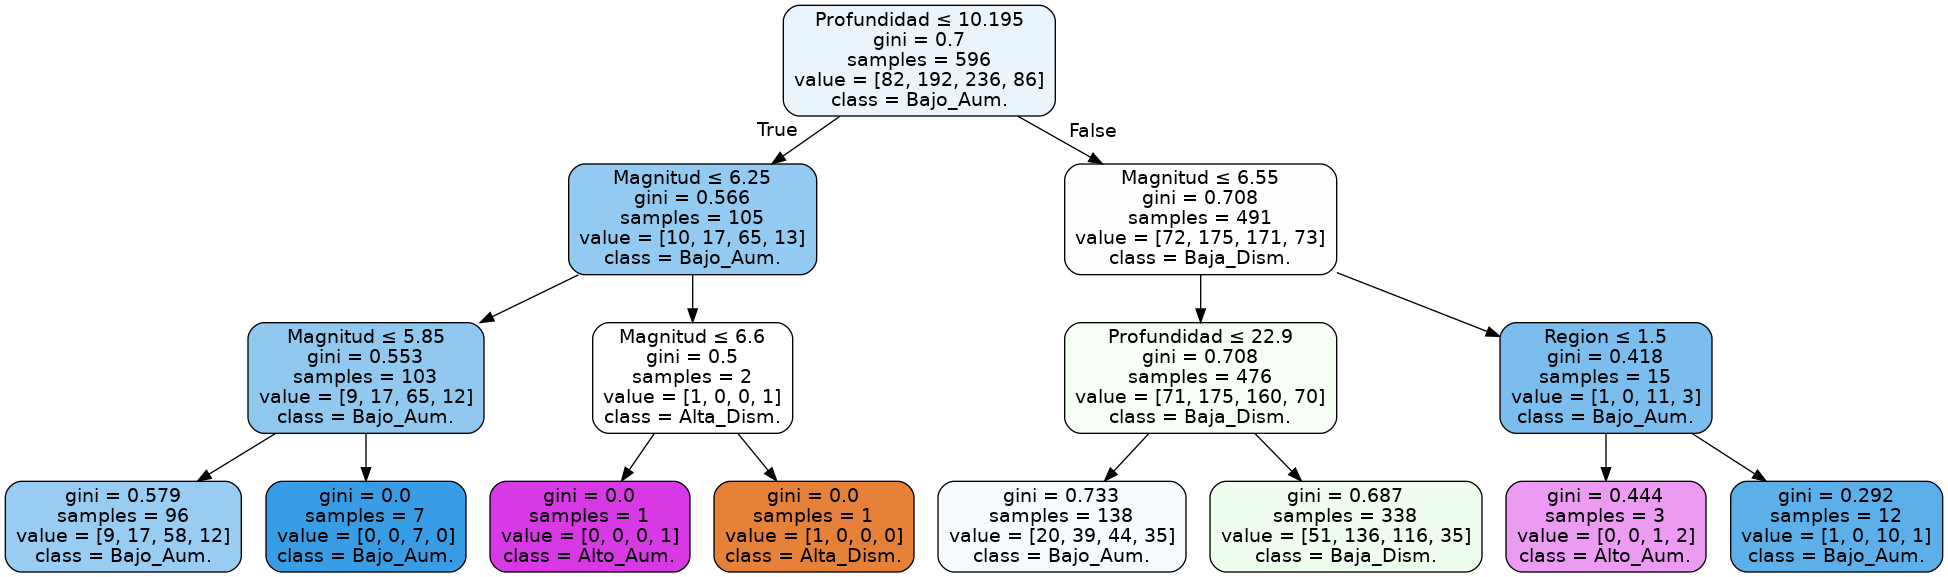 Profundidad ≤ 10.195
gini = 0.7
samples = 596
value = [82, 192, 236, 86]
class = Bajo_Aum.
True
False
Magnitud ≤ 6.25
gini = 0.566
samples = 105
value = [10, 17, 65, 13]
class = Bajo_Aum.
Magnitud ≤ 6.55
gini = 0.708
samples = 491
value = [72, 175, 171, 73]
class = Baja_Dism.
Magnitud ≤ 5.85
gini = 0.553
samples = 103
value = [9, 17, 65, 12]
class = Bajo_Aum.
Magnitud ≤ 6.6
gini = 0.5
samples = 2
value = [1, 0, 0, 1]
class = Alta_Dism.
Profundidad ≤ 22.9
gini = 0.708
samples = 476
value = [71, 175, 160, 70]
class = Baja_Dism.
Region ≤ 1.5
gini = 0.418
samples = 15
value = [1, 0, 11, 3]
class = Bajo_Aum.
gini = 0.579
samples = 96
value = [9, 17, 58, 12]
class = Bajo_Aum.
gini = 0.0
samples = 7
value = [0, 0, 7, 0]
class = Bajo_Aum.
gini = 0.0
samples = 1
value = [0, 0, 0, 1]
class = Alto_Aum.
gini = 0.0
samples = 1
value = [1, 0, 0, 0]
class = Alta_Dism.
gini = 0.733
samples = 138
value = [20, 39, 44, 35]
class = Bajo_Aum.
gini = 0.687
samples = 338
value = [51, 136, 116, 35]
class = Baja_Dism.
gini = 0.444
samples = 3
value = [0, 0, 1, 2]
class = Alto_Aum.
gini = 0.292
samples = 12
value = [1, 0, 10, 1]
class = Bajo_Aum.